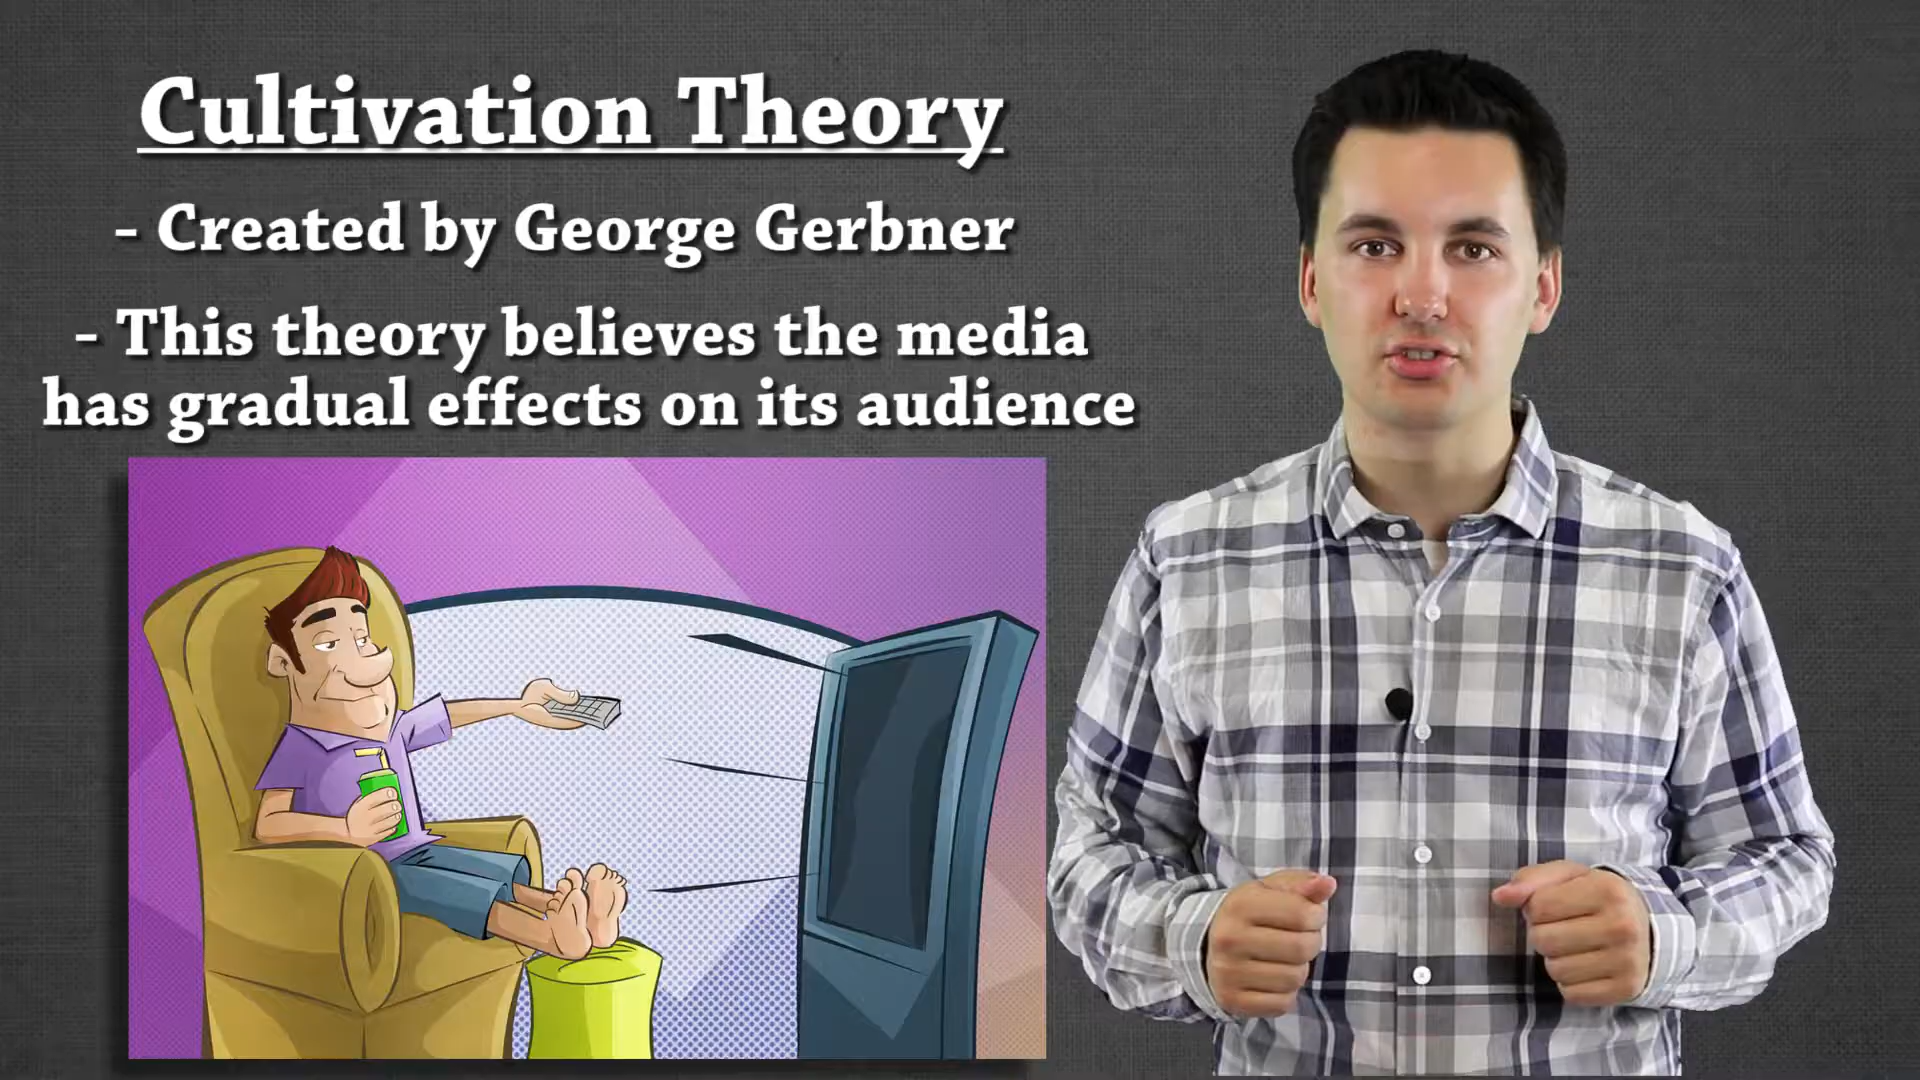 Cultivation Theory
- Created by George Gerbner
- This theory believes the media
has gradual effects on its audience